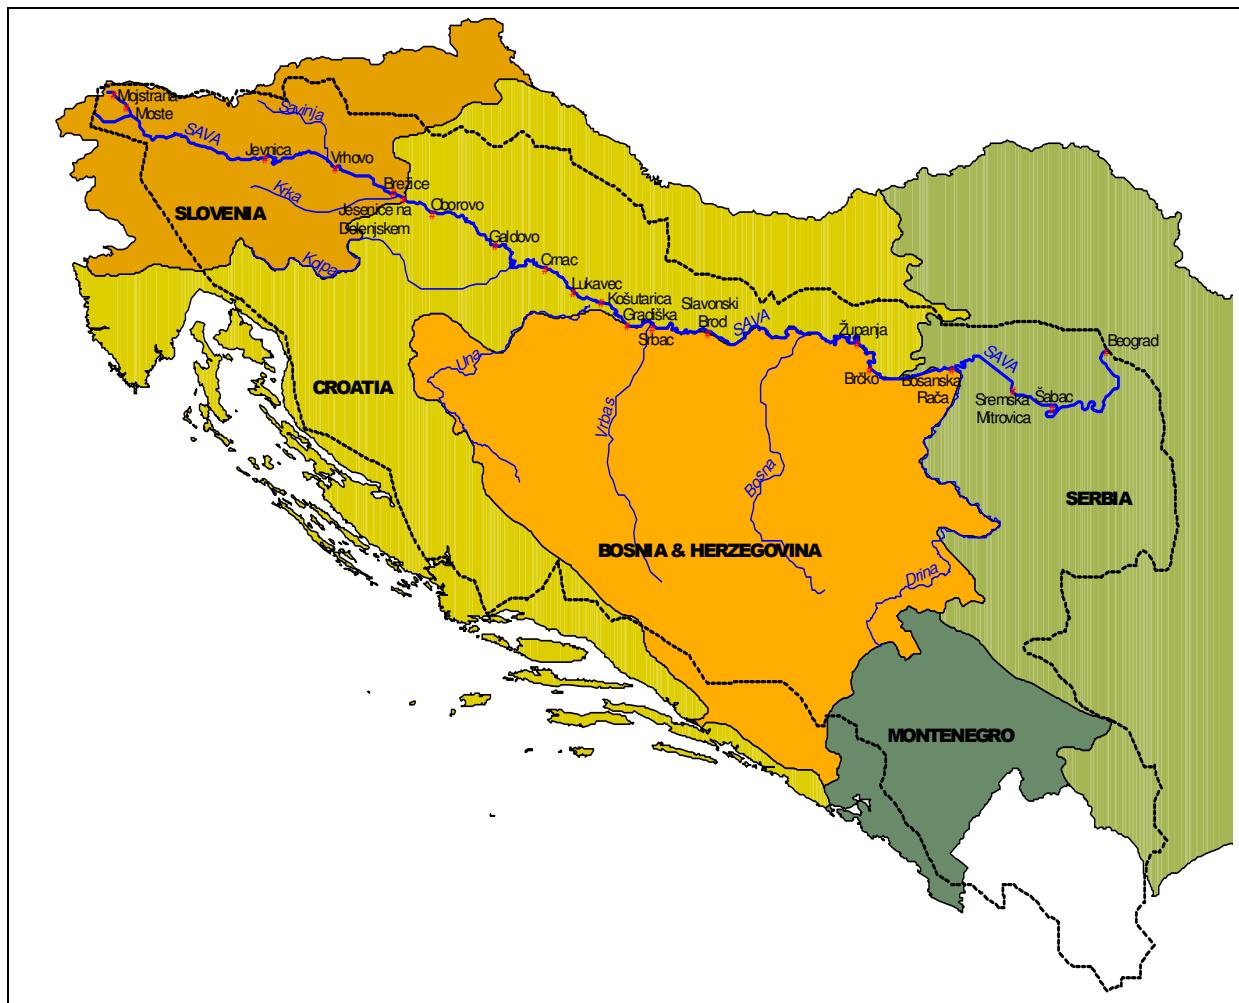 Mojstrana
Moste
Savinja
SAVA
Jevnica
Vrhovo
Krka
Brežice
SLOVENIA
Jesenice na
Dolenjskem
Oborovo
Kolpa
Galdovo
Crnac
Lukavec
Košutarica
Gradiška
Srbac
Slavonski
Brod
SAVA
Županja
Brčko
Bosanska
Rača
SAVA
Beograd
Sremska
Mitrovica
Šabac
Una
CROATIA
Vrbas
Bosna
SERBIA
BOSNIA & HERZEGOVINA
Drina
MONTENEGRO